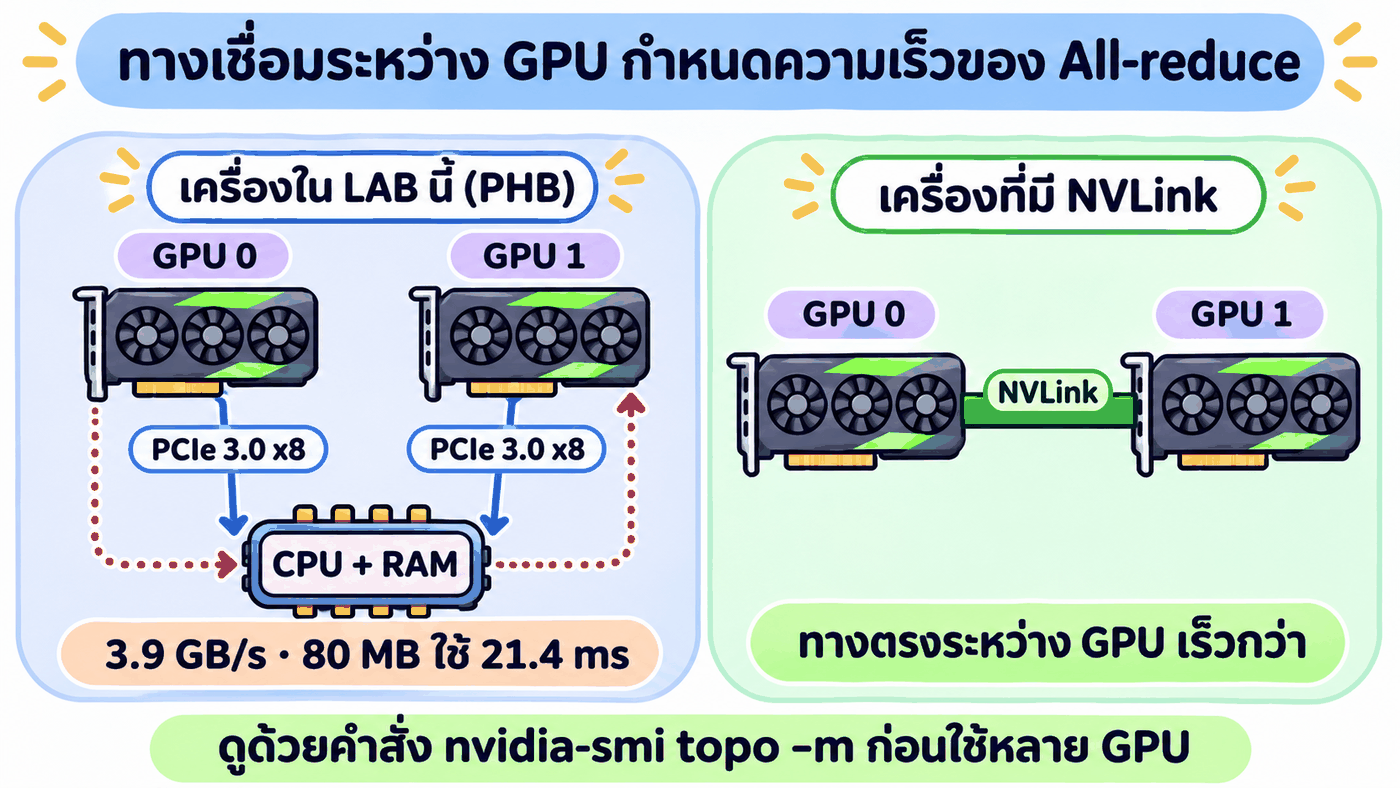 ทางเชื่อมระหว่าง GPU กำหนดความเร็วของ All-reduce
เครื่องใน LAB นี้ (PHB)
GPU 0
GPU 1
PCIe 3.0 x8
PCIe 3.0 x8
CPU + RAM
3.9 GB/s · 80 MB ใช้ 21.4 ms
เครื่องที่มี NVLink
GPU 0
GPU 1
NVLink
ทางตรงระหว่าง GPU เร็วกว่า
ดูด้วยคำสั่ง nvidia-smi topo –m ก่อนใช้หลาย GPU